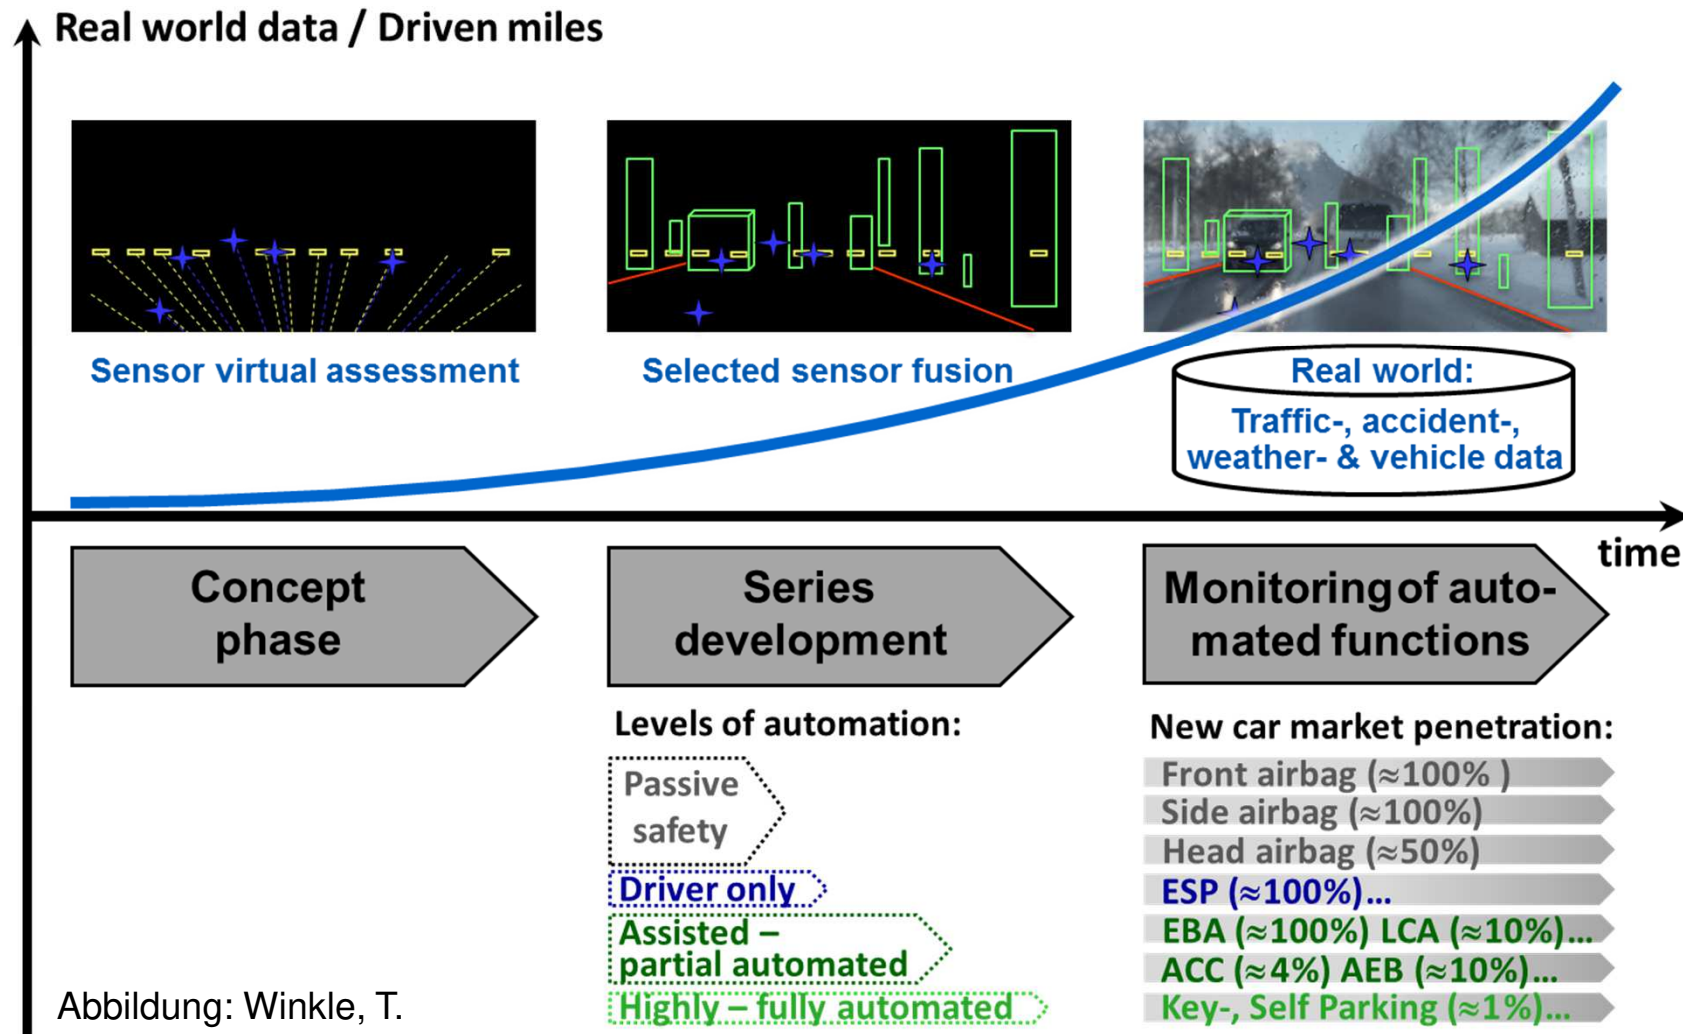 Real world data / Driven miles
Sensor virtual assessment
Selected sensor fusion
Real world:
Traffic-, accident-,
weather- & vehicle data
time
Concept
phase
Series
development
Monitoring of auto-
mated functions
Levels of automation:
Passive
safety
Driver only
Assisted –
partial automated
Highly – fully automated
New car market penetration:
Front airbag (≈100% )
Side airbag (≈100%)
Head airbag (≈50%)
ESP (≈100%)...
EBA (≈100%) LCA (≈10%)...
ACC (≈4%) AEB (≈10%)...
Key-, Self Parking (≈1%)...
Abbildung: Winkle, T.